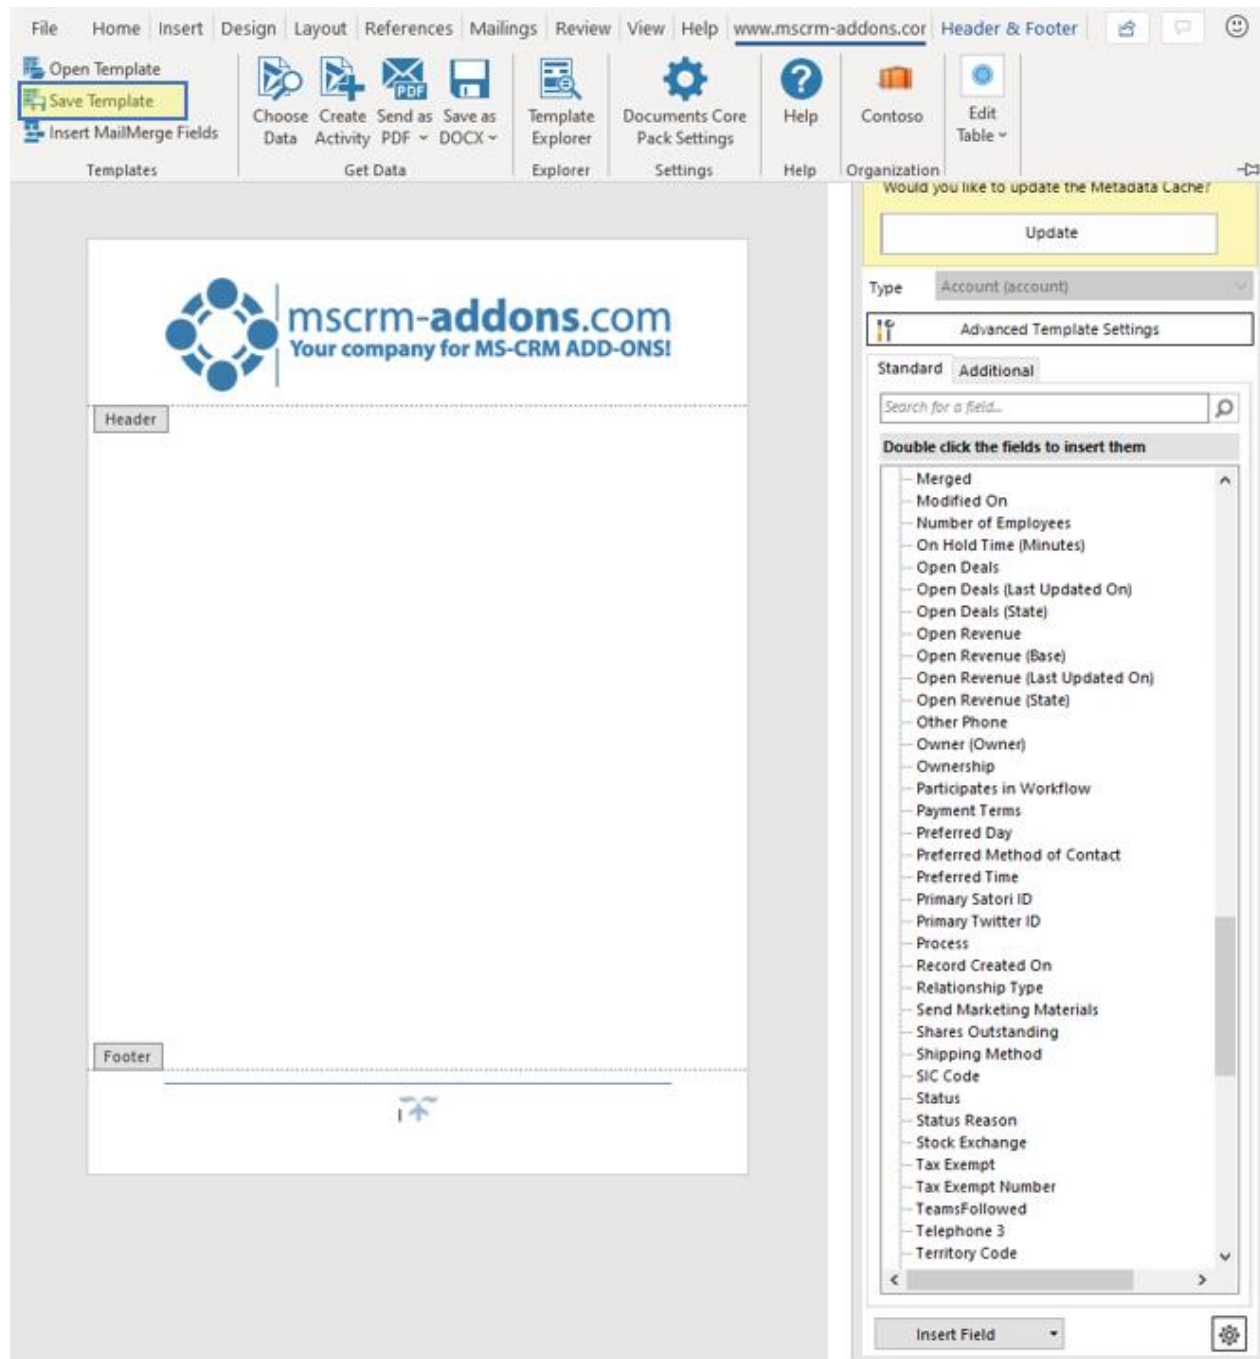 File Home Insert Design Layout References Mailings Review View Help www.mscrm-addons.cor Header & Footer
Open Template
Save Template
Insert MailMerge Fields
Templates
Choose Data
Create Activity
Send as PDF
Save as DOCX
PDF
Get Data
Template Explorer
Explorer
Documents Core Pack Settings
Settings
Help
Help
Contoso
Organization
Edit Table
Would you like to update the Metadata Cache?
Update
Type Account (account)
Advanced Template Settings
Standard Additional
Search for a field...
Double click the fields to insert them
Merged
Modified On
Number of Employees
On Hold Time (Minutes)
Open Deals
Open Deals (Last Updated On)
Open Deals (State)
Open Revenue
Open Revenue (Base)
Open Revenue (Last Updated On)
Open Revenue (State)
Other Phone
Owner (Owner)
Ownership
Participates in Workflow
Payment Terms
Preferred Day
Preferred Method of Contact
Preferred Time
Primary Satori ID
Primary Twitter ID
Process
Record Created On
Relationship Type
Send Marketing Materials
Shares Outstanding
Shipping Method
SIC Code
Status
Status Reason
Stock Exchange
Tax Exempt
Tax Exempt Number
TeamsFollowed
Telephone 3
Territory Code
Insert Field
mscrm-addons.com
Your company for MS-CRM ADD-ONS!
Header
Footer